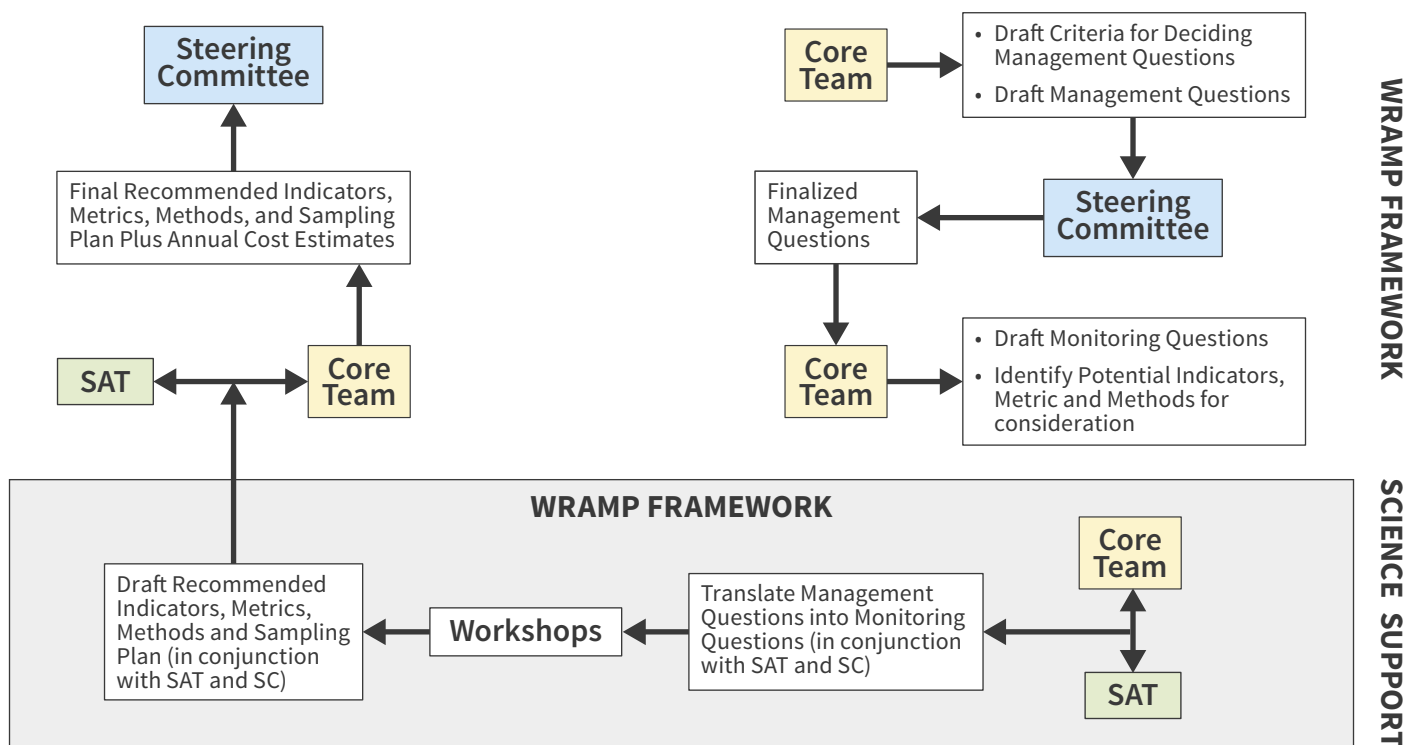 Steering
Committee
Final Recommended Indicators,
Metrics, Methods, and Sampling
Plan Plus Annual Cost Estimates
SAT
Core
Team
Core
Team
• Draft Criteria for Deciding
Management Questions
• Draft Management Questions
Steering
Committee
Finalized
Management
Questions
Core
Team
• Draft Monitoring Questions
• Identify Potential Indicators,
Metric and Methods for
consideration
WRAMP FRAMEWORK
WRAMP FRAMEWORK
Core
Team
SAT
Translate Management
Questions into Monitoring
Questions (in conjunction
with SAT and SC)
Workshops
Draft Recommended
Indicators, Metrics,
Methods and Sampling
Plan (in conjunction
with SAT and SC)
SCIENCE SUPPORT